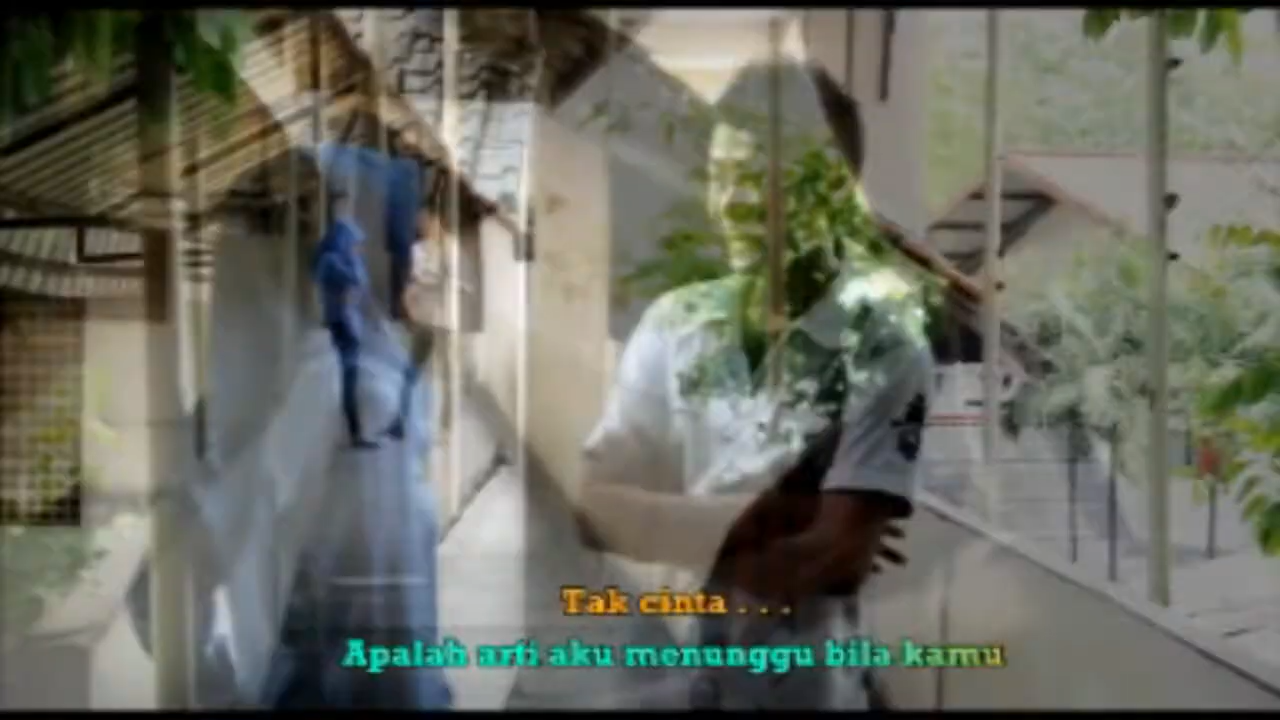 Tak cinta . . .
Apalah arti aku menunggu bila kamu